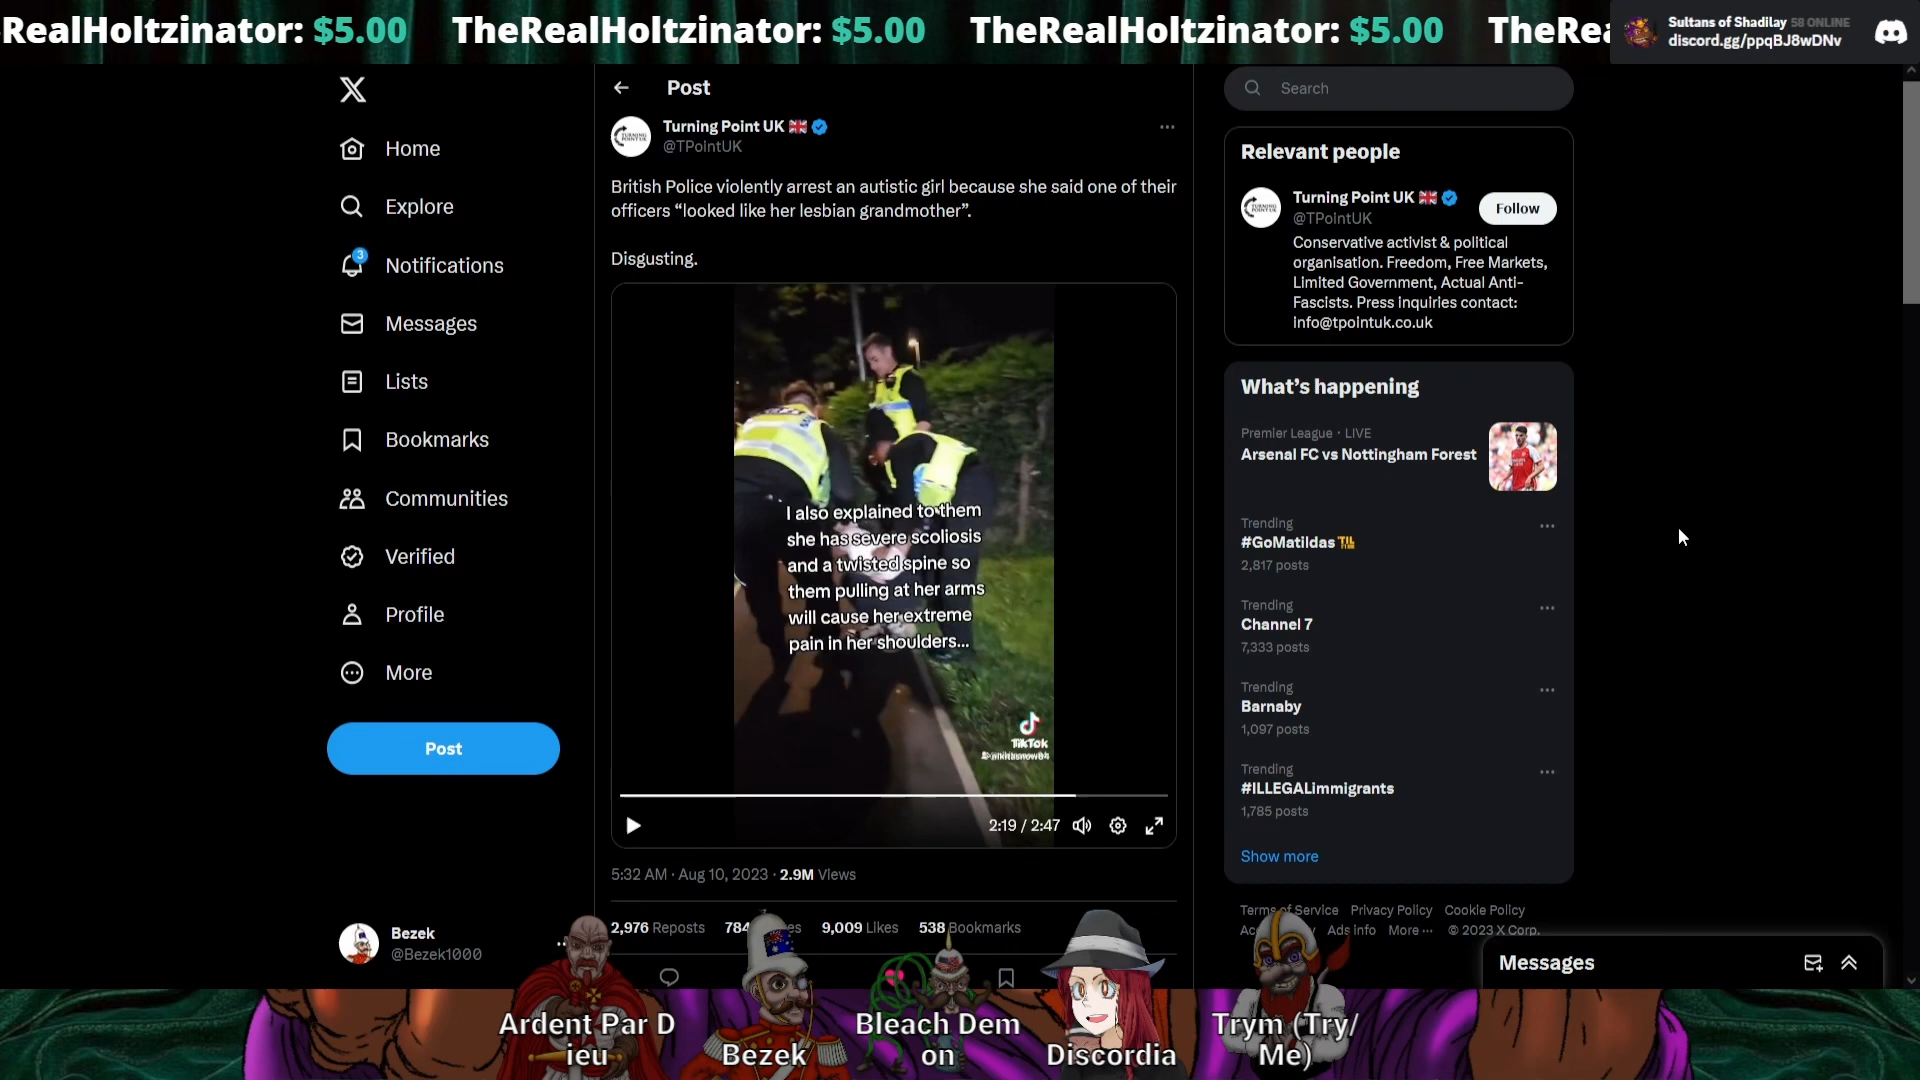 RealHoltzinator: $5.00 TheRealHoltzinator: $5.00 TheRealHoltzinator: $5.00 TheRea
Sultans of Shadilay 58 ONLINE
discord.gg/ppqBJ8wDNv
Home
3
Explore
Notifications
Messages
Lists
Bookmarks
Communities
Verified
Profile
More
Post
Bezek
@Bezek1000
Post
Turning Point UK
@TPointUK
British Police violently arrest an autistic girl because she said one of their
officers “looked like her lesbian grandmother”.
Disgusting.
I also explained to them
she has severe scoliosis
and a twisted spine so
them pulling at her arms
will cause her extreme
pain in her shoulders...
TikTok
2:19 / 2:47
5:32 AM · Aug 10, 2023 · 2.9M Views
2,976 Reposts 784 es 9,009 Likes 538 Bookmarks
Search
Relevant people
Turning Point UK
@TPointUK
Follow
Conservative activist & political
organisation. Freedom, Free Markets,
Limited Government, Actual Anti-
Fascists. Press inquiries contact:
info@tpointuk.co.uk
What’s happening
Premier League · LIVE
Arsenal FC vs Nottingham Forest
Trending
#GoMatildas
2,817 posts
Trending
Channel 7
7,333 posts
Trending
Barnaby
1,097 posts
Trending
#ILLEGALimmigrants
1,785 posts
Show more
Terms of Service Privacy Policy Cookie Policy
Ads info More ··· © 2023 X Corp.
Messages
Ardent Par D
ieu
Bezek
Bleach Dem
on
Discordia
Trym (Try/
Me)